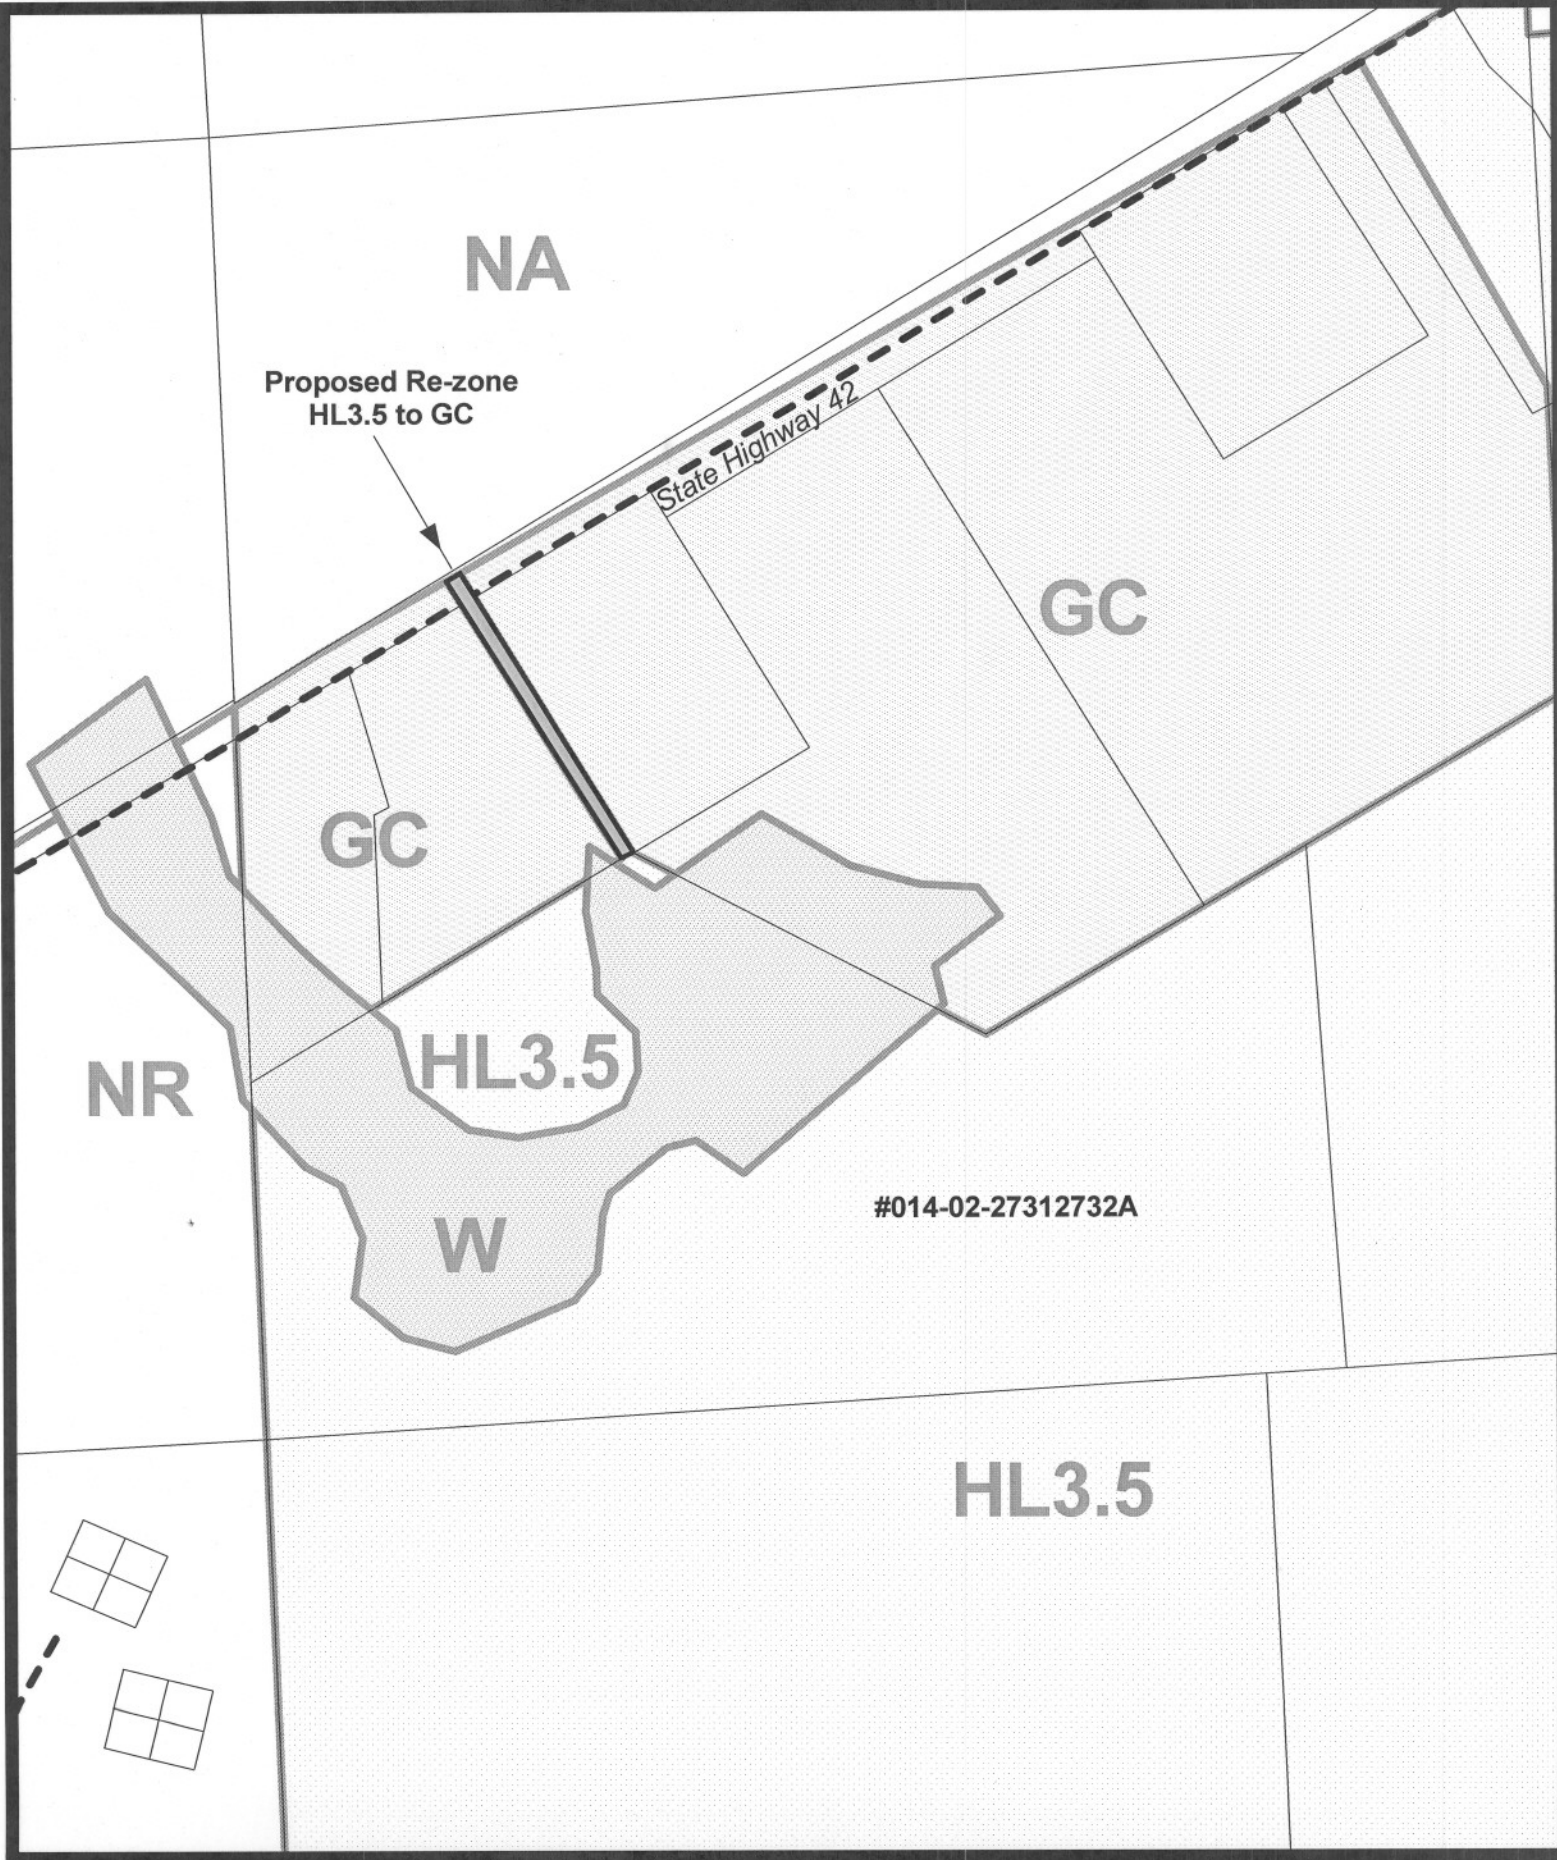 NA
Proposed Re-zone
HL3.5 to GC
State Highway 42
GC
GC
HL3.5
NR
#014-02-27312732A
W
HL3.5